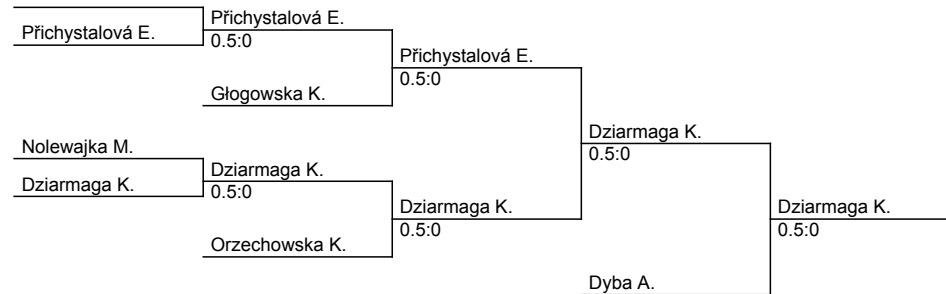 Přichystalová E.
Přichystalová E.
0.5:0
Głogowska K.
Přichystalová E.
0.5:0
Nolewajka M.
Dziarmaga K.
Dziarmaga K.
0.5:0
Orzechowska K.
Dziarmaga K.
0.5:0
Dziarmaga K.
0.5:0
Dyba A.
Dziarmaga K.
0.5:0